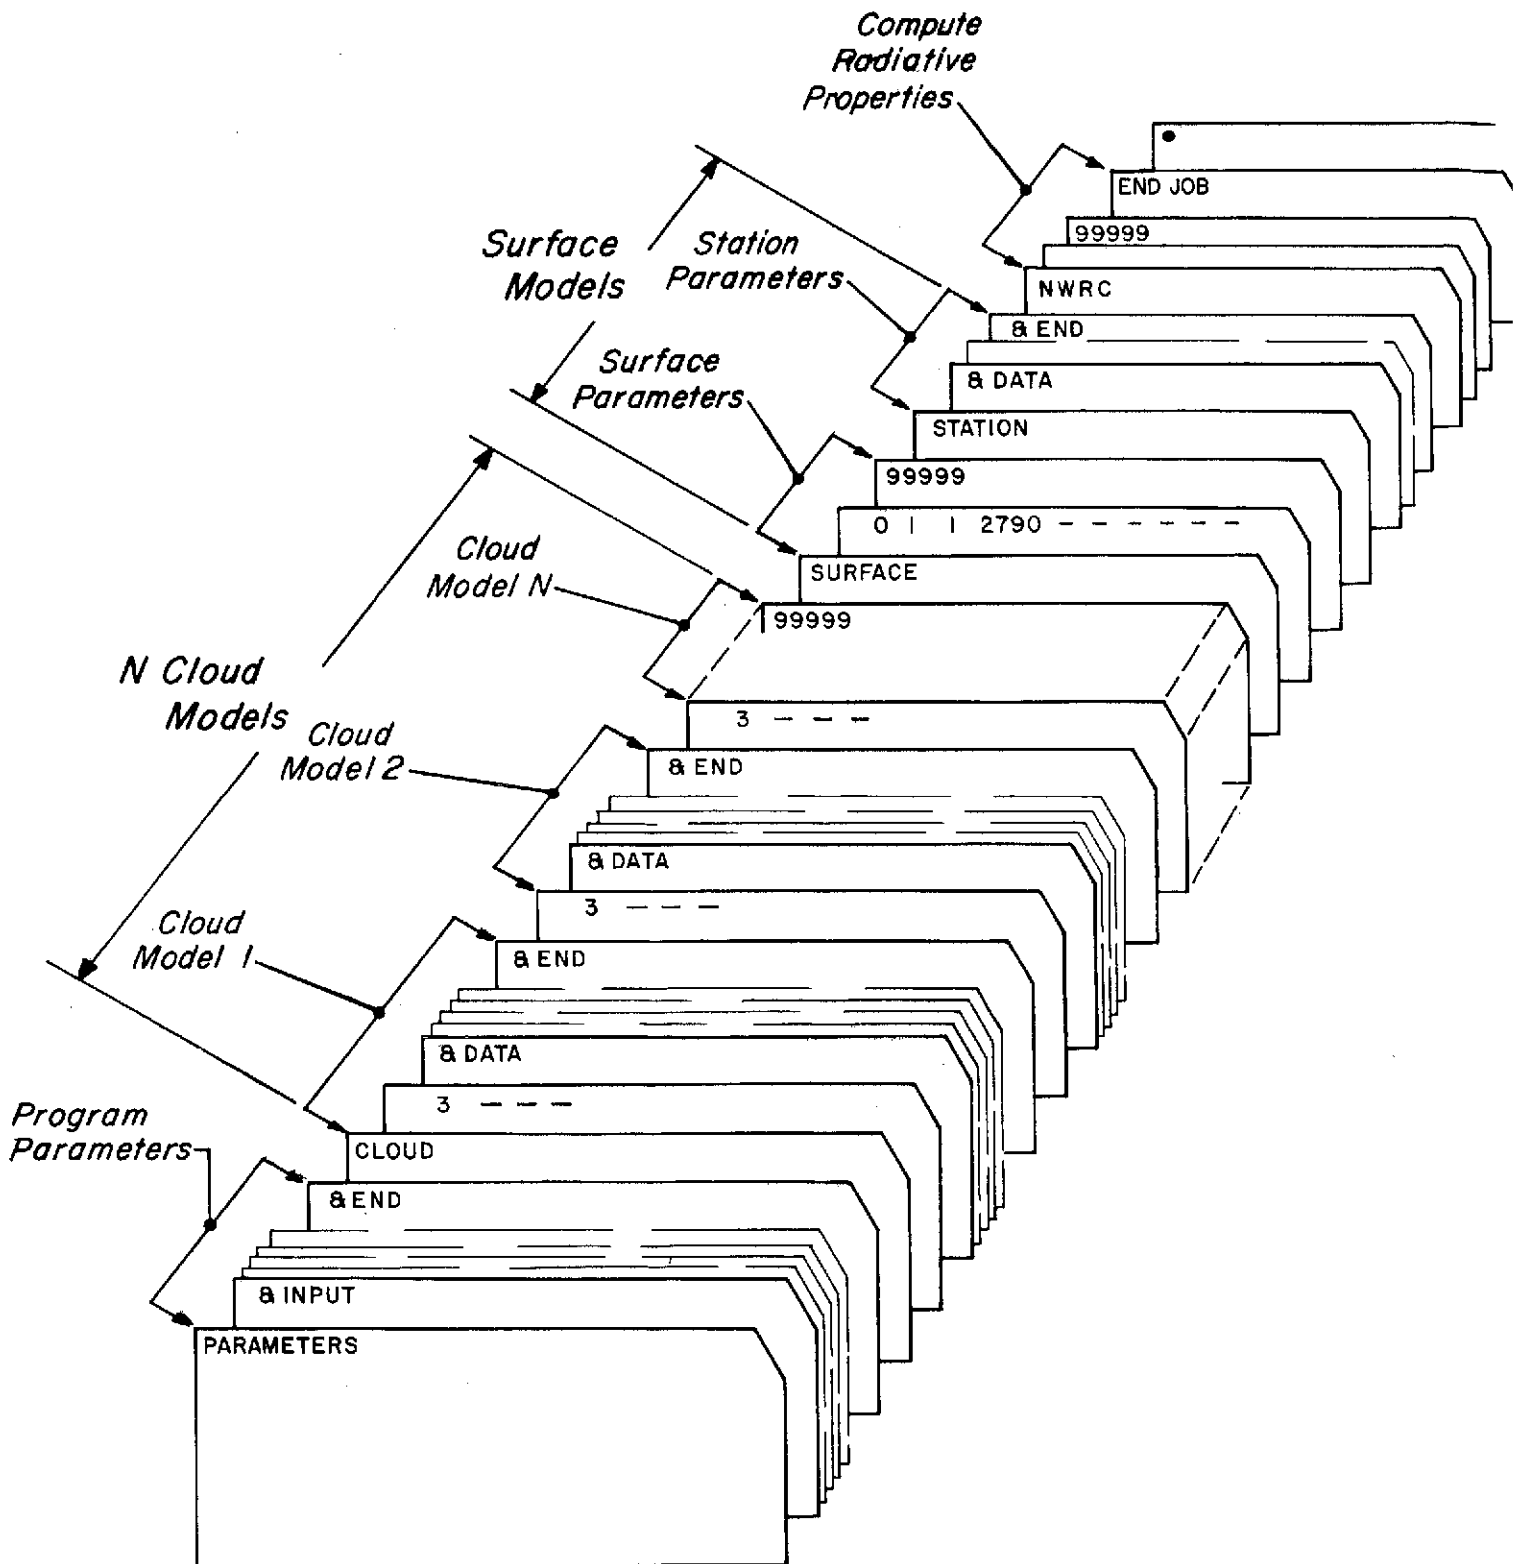 Compute
Radiative
Properties
END JOB
99999
NWRC
& END
& DATA
STATION
99999
0 1 1 2790 - - - - - -
SURFACE
99999
3 - - -
& END
& DATA
3 - - -
& END
& DATA
3 - - -
CLOUD
& END
& INPUT
PARAMETERS
Surface
Models
Station
Parameters
Surface
Parameters
N Cloud
Models
Cloud
Model N
Cloud
Model 2
Cloud
Model 1
Program
Parameters